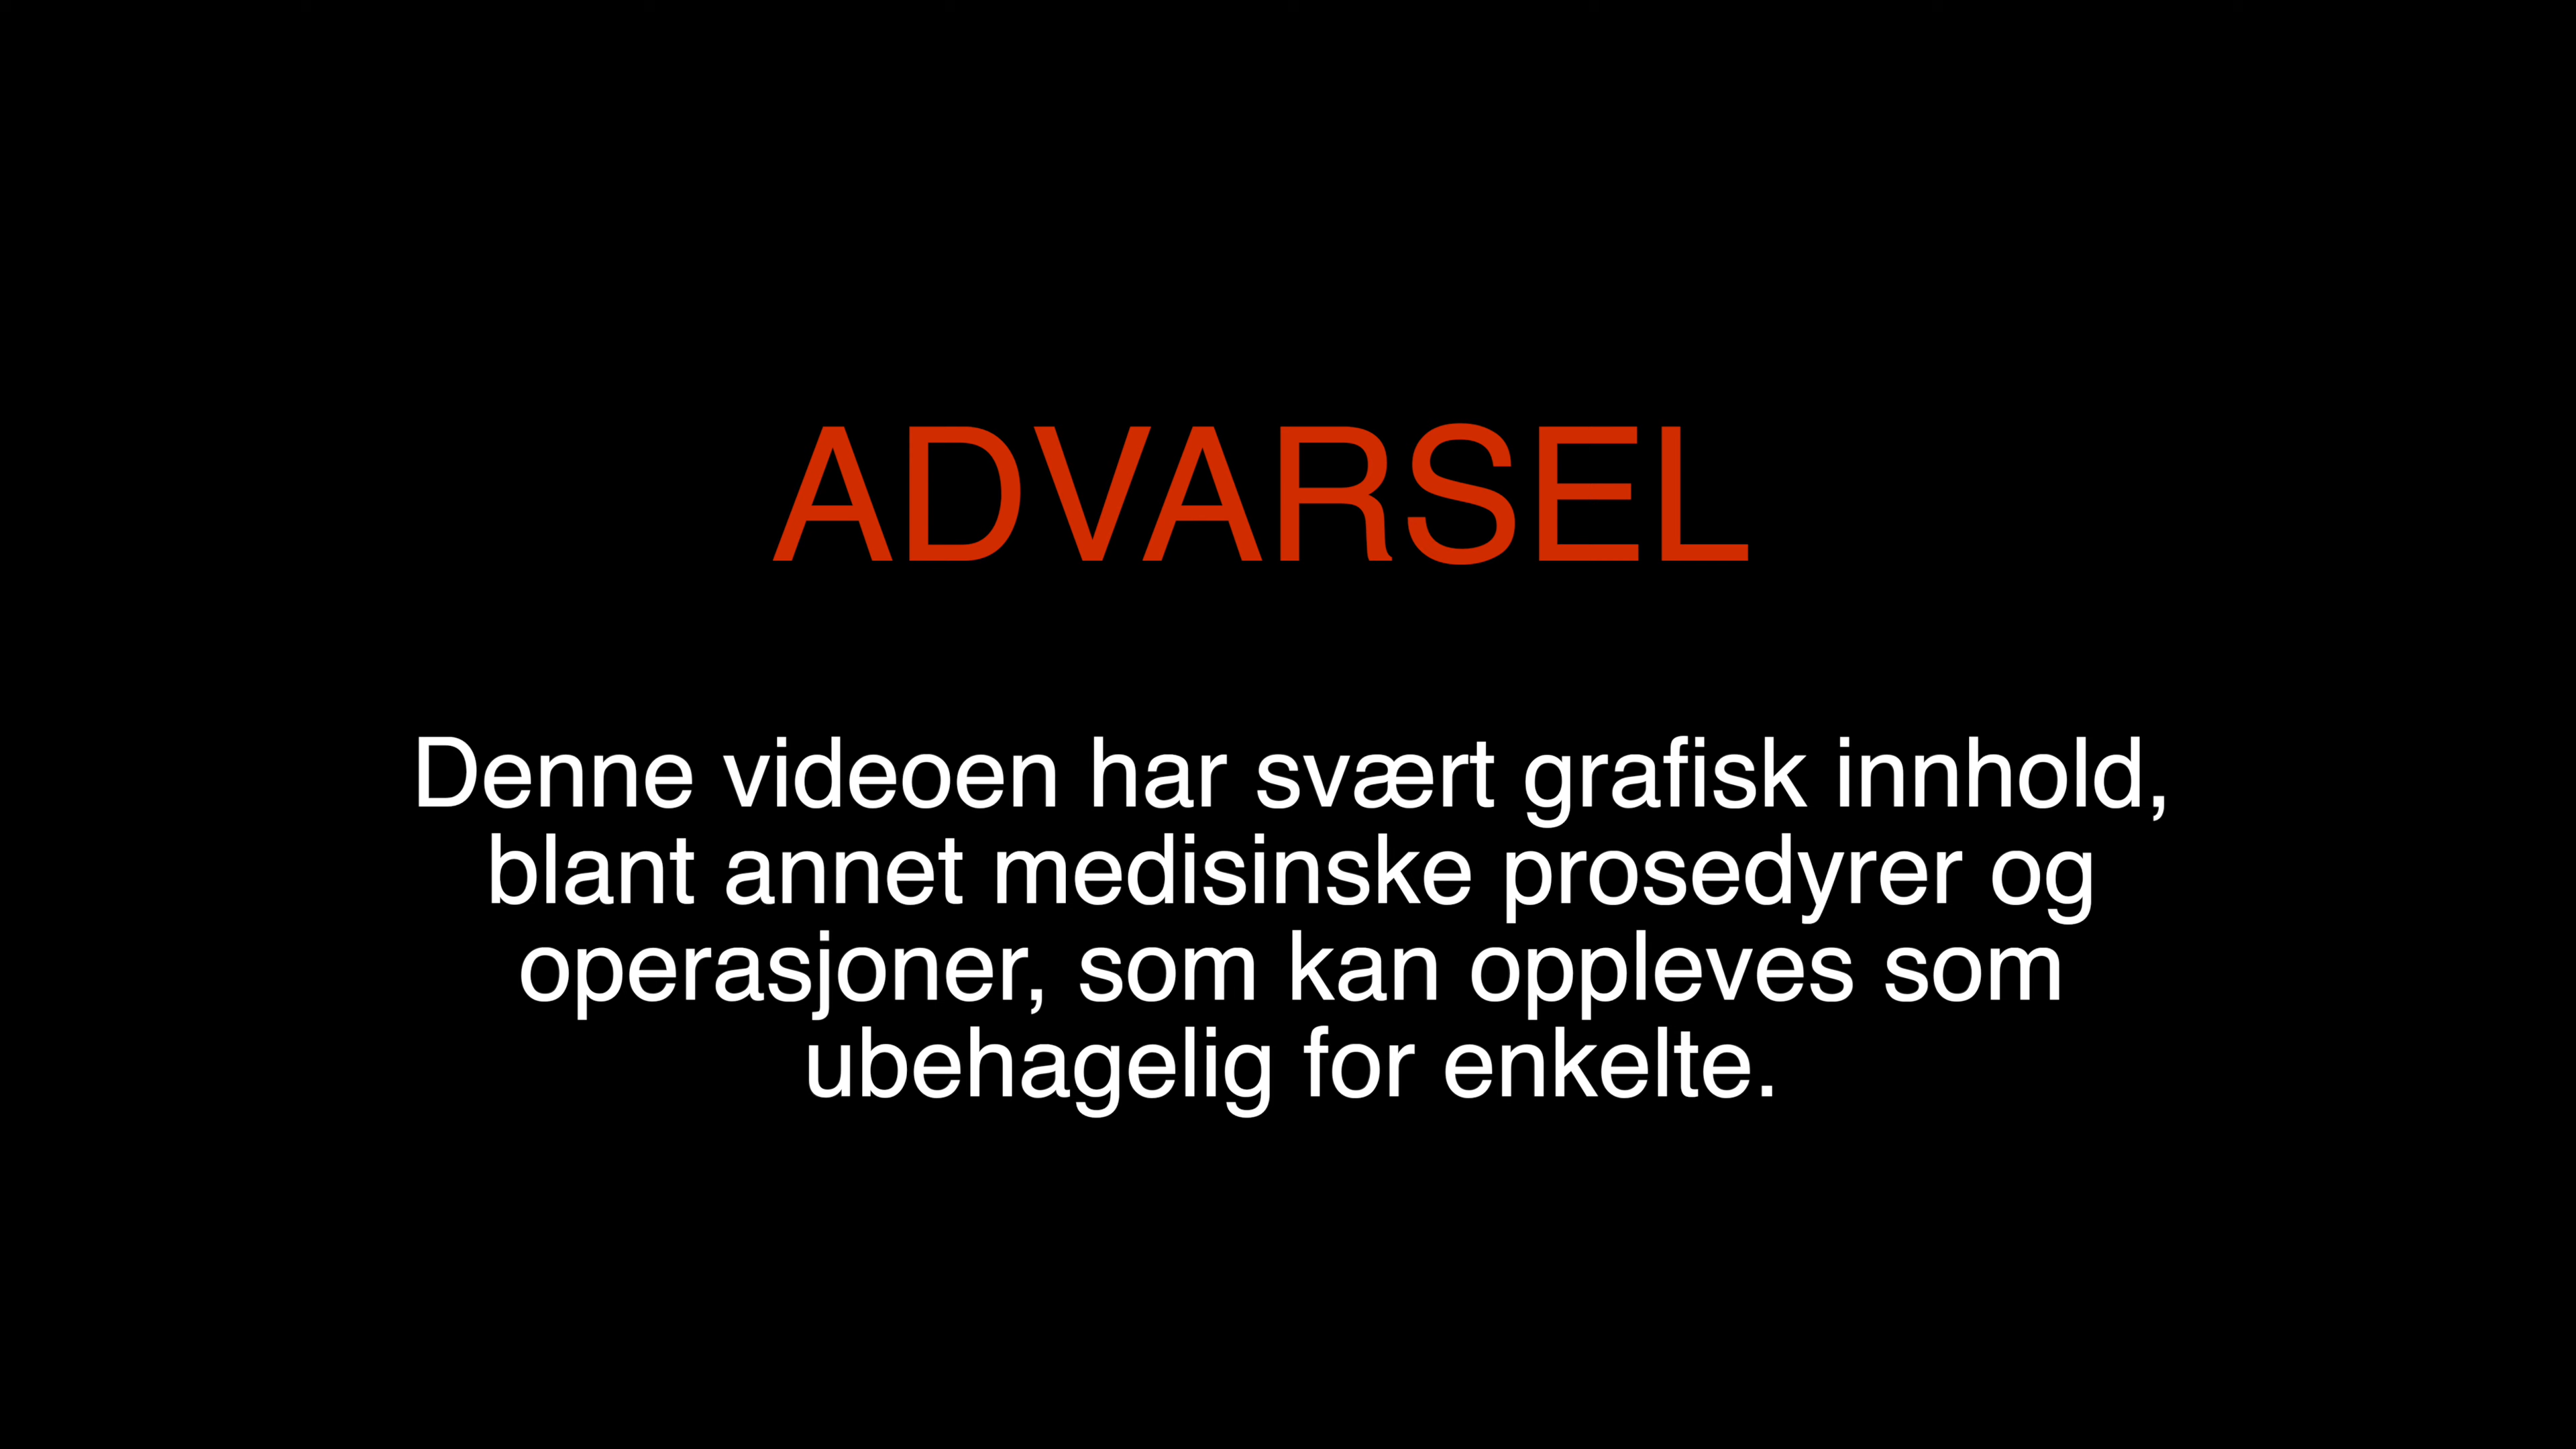 ADVARSEL
Denne videoen har svært grafisk innhold,
blant annet medisinske prosedyrer og
operasjoner, som kan oppleves som
ubehagelig for enkelte.